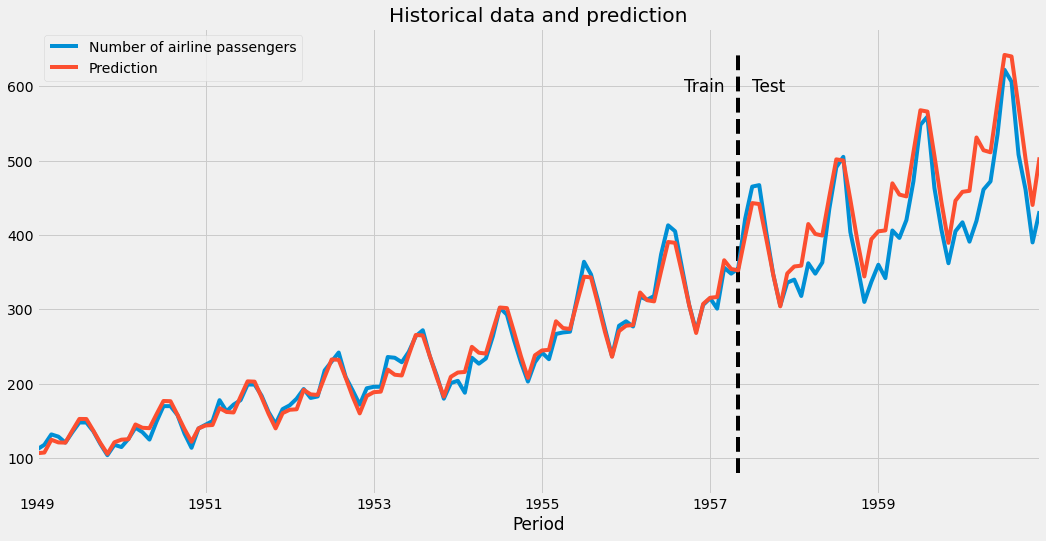 Historical data and prediction
Number of airline passengers
Prediction
Train
Test
600
500
400
300
200
100
1949
1951
1953
1955
1957
1959
Period